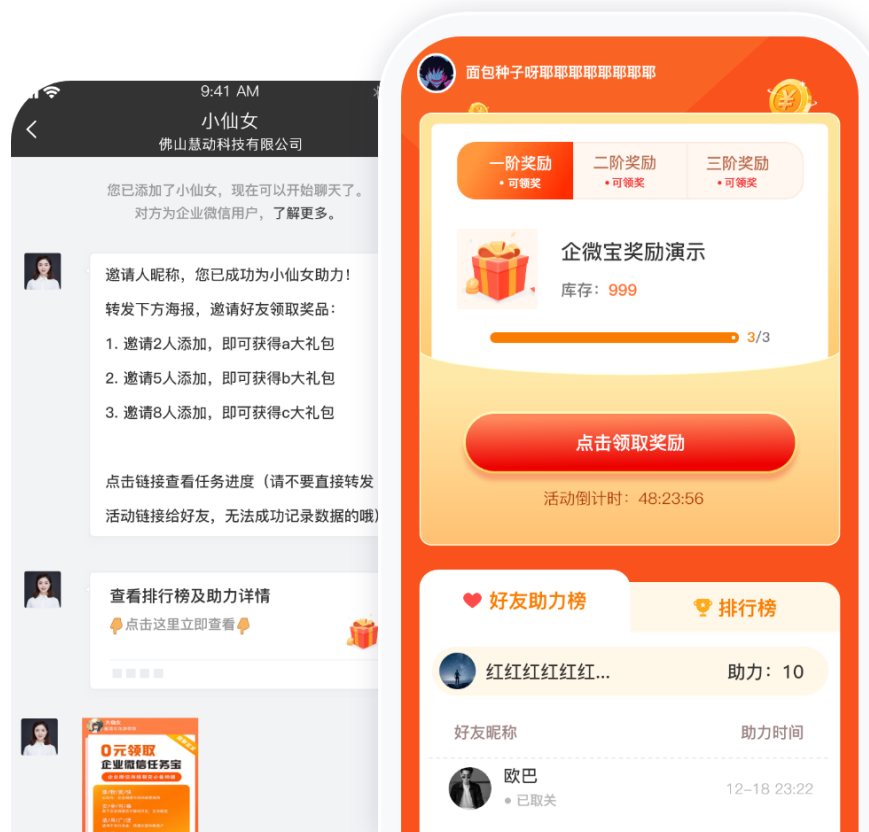 9:41 AM
小仙女
佛山慧动科技有限公司
您已添加了小仙女，现在可以开始聊天了。
对方为企业微信用户，了解更多。
邀请人昵称，您已成功为小仙女助力！
转发下方海报，邀请好友领取奖品：
1. 邀请2人添加，即可获得a大礼包
2. 邀请5人添加，即可获得b大礼包
3. 邀请8人添加，即可获得c大礼包
点击链接查看任务进度（请不要直接转发
活动链接给好友，无法成功记录数据的哦）
查看排行榜及助力详情
点击这里立即查看
0元领取
企业微信任务宝
面包种子呀耶耶耶耶耶耶耶耶
一阶奖励
• 可领奖
二阶奖励
• 可领奖
三阶奖励
• 可领奖
企微宝奖励演示
库存：999
3/3
点击领取奖励
活动倒计时：48:23:56
好友助力榜
排行榜
红红红红红红...
助力：10
好友昵称
助力时间
欧巴
• 已取关
12-18 23:22